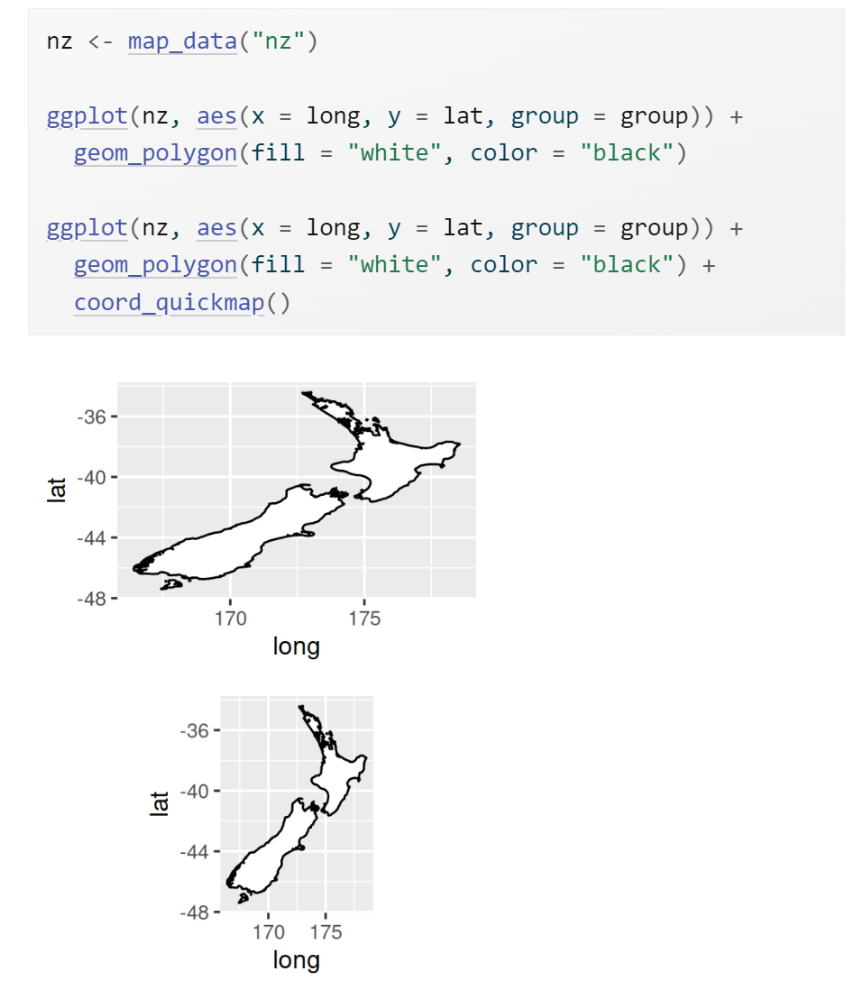 nz <- map_data("nz")
ggplot(nz, aes(x = long, y = lat, group = group)) +
  geom_polygon(fill = "white", color = "black")
ggplot(nz, aes(x = long, y = lat, group = group)) +
  geom_polygon(fill = "white", color = "black") +
  coord_quickmap()
-36
-40
lat
-44
-48
170 175
long
-36
-40
lat
-44
-48
170 175
long